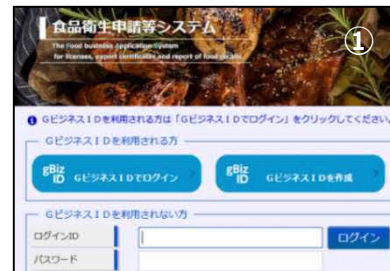 食品衛生申請等システム
The Food business Application System
for licenses, export certificates and report of food recalls
①
GビジネスIDを利用される方は「GビジネスIDでログイン」をクリックしてください。
GビジネスIDを利用される方
gBiz ID GビジネスIDでログイン
gBiz ID GビジネスIDを作成
GビジネスIDを利用されない方
ログインID
ログイン
パスワード